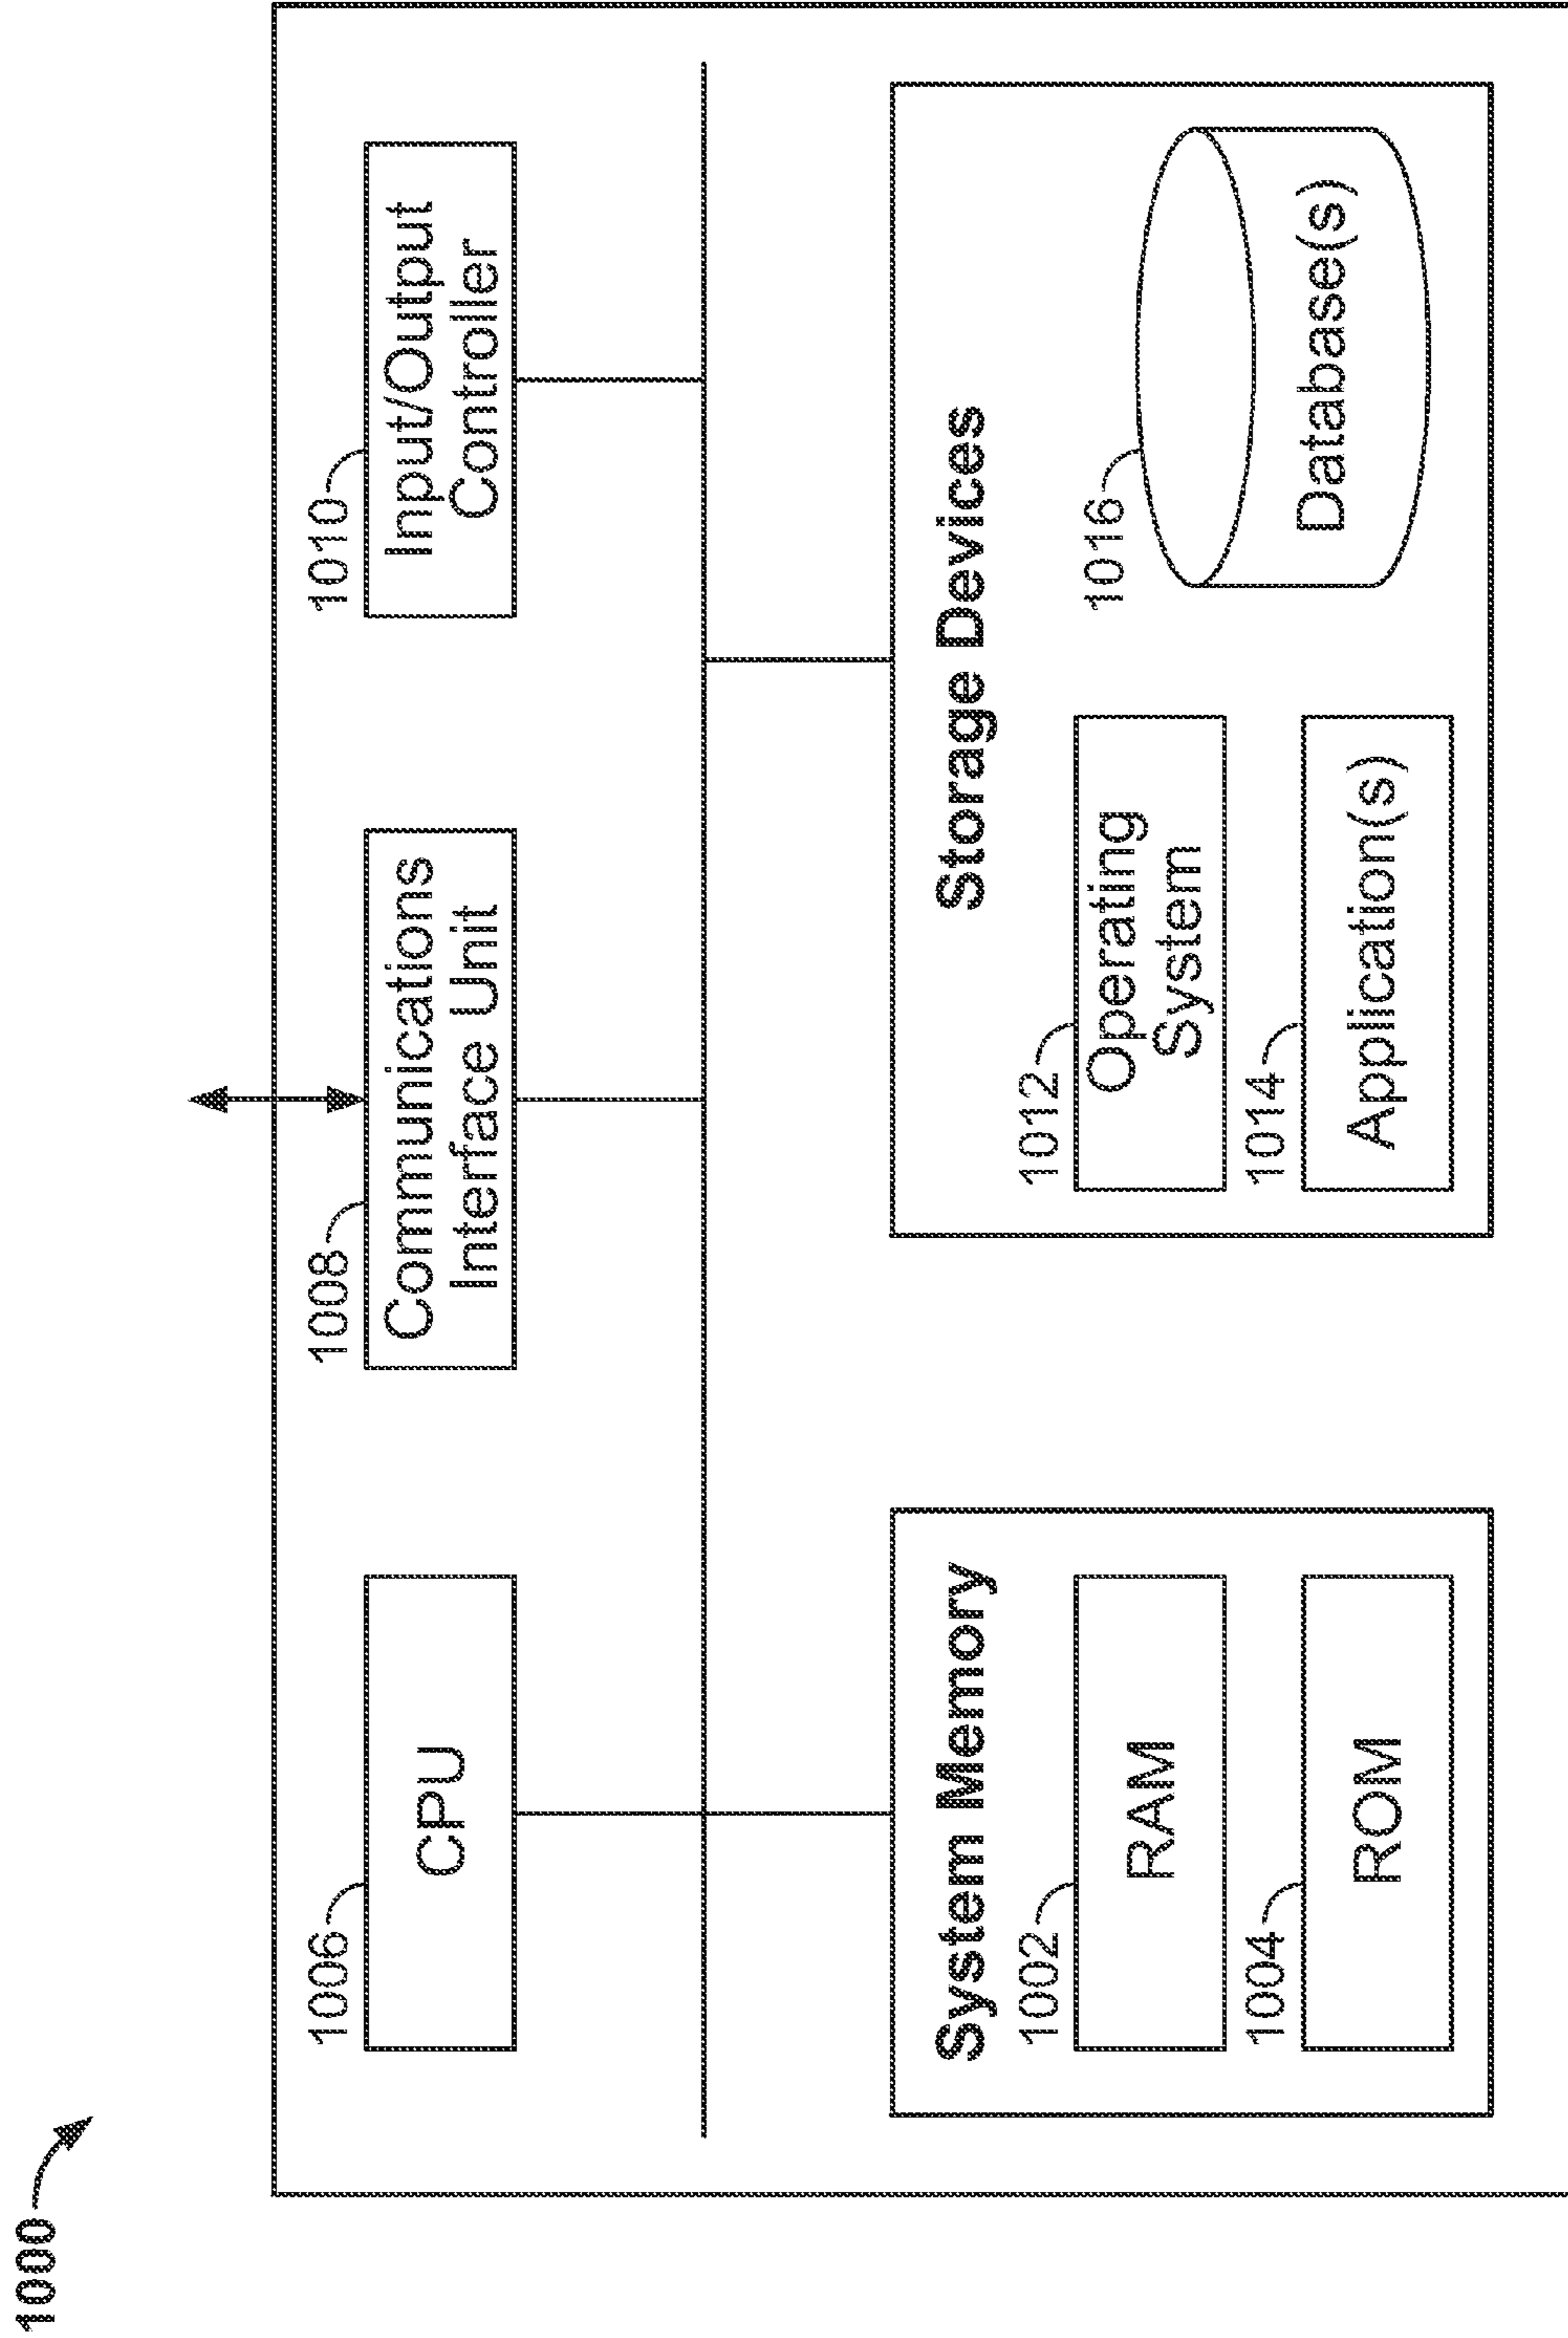 1000
1006
CPU
1008
Communications
Interface Unit
1010
Input/Output
Controller
System Memory
1002
RAM
1004
ROM
Storage Devices
1012
Operating
System
1014
Application(s)
1016
Database(s)